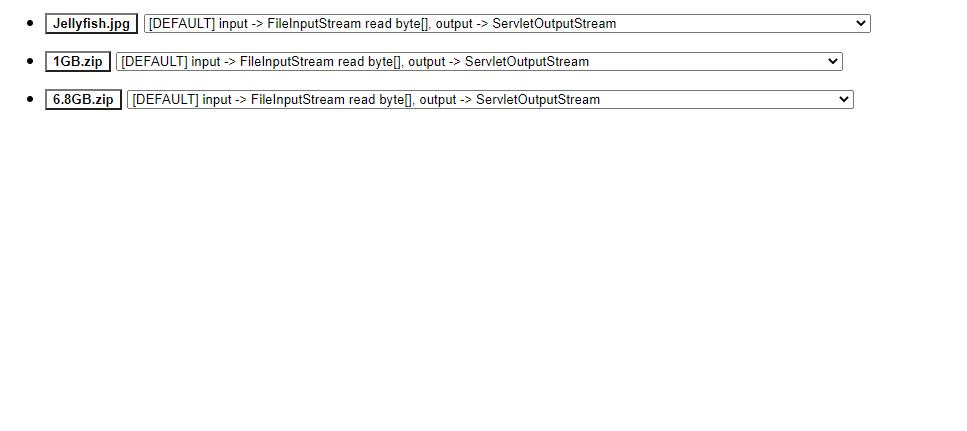 Jellyfish.jpg [DEFAULT] input -> FileInputStream read byte[], output -> ServletOutputStream
1GB.zip [DEFAULT] input -> FileInputStream read byte[], output -> ServletOutputStream
6.8GB.zip [DEFAULT] input -> FileInputStream read byte[], output -> ServletOutputStream